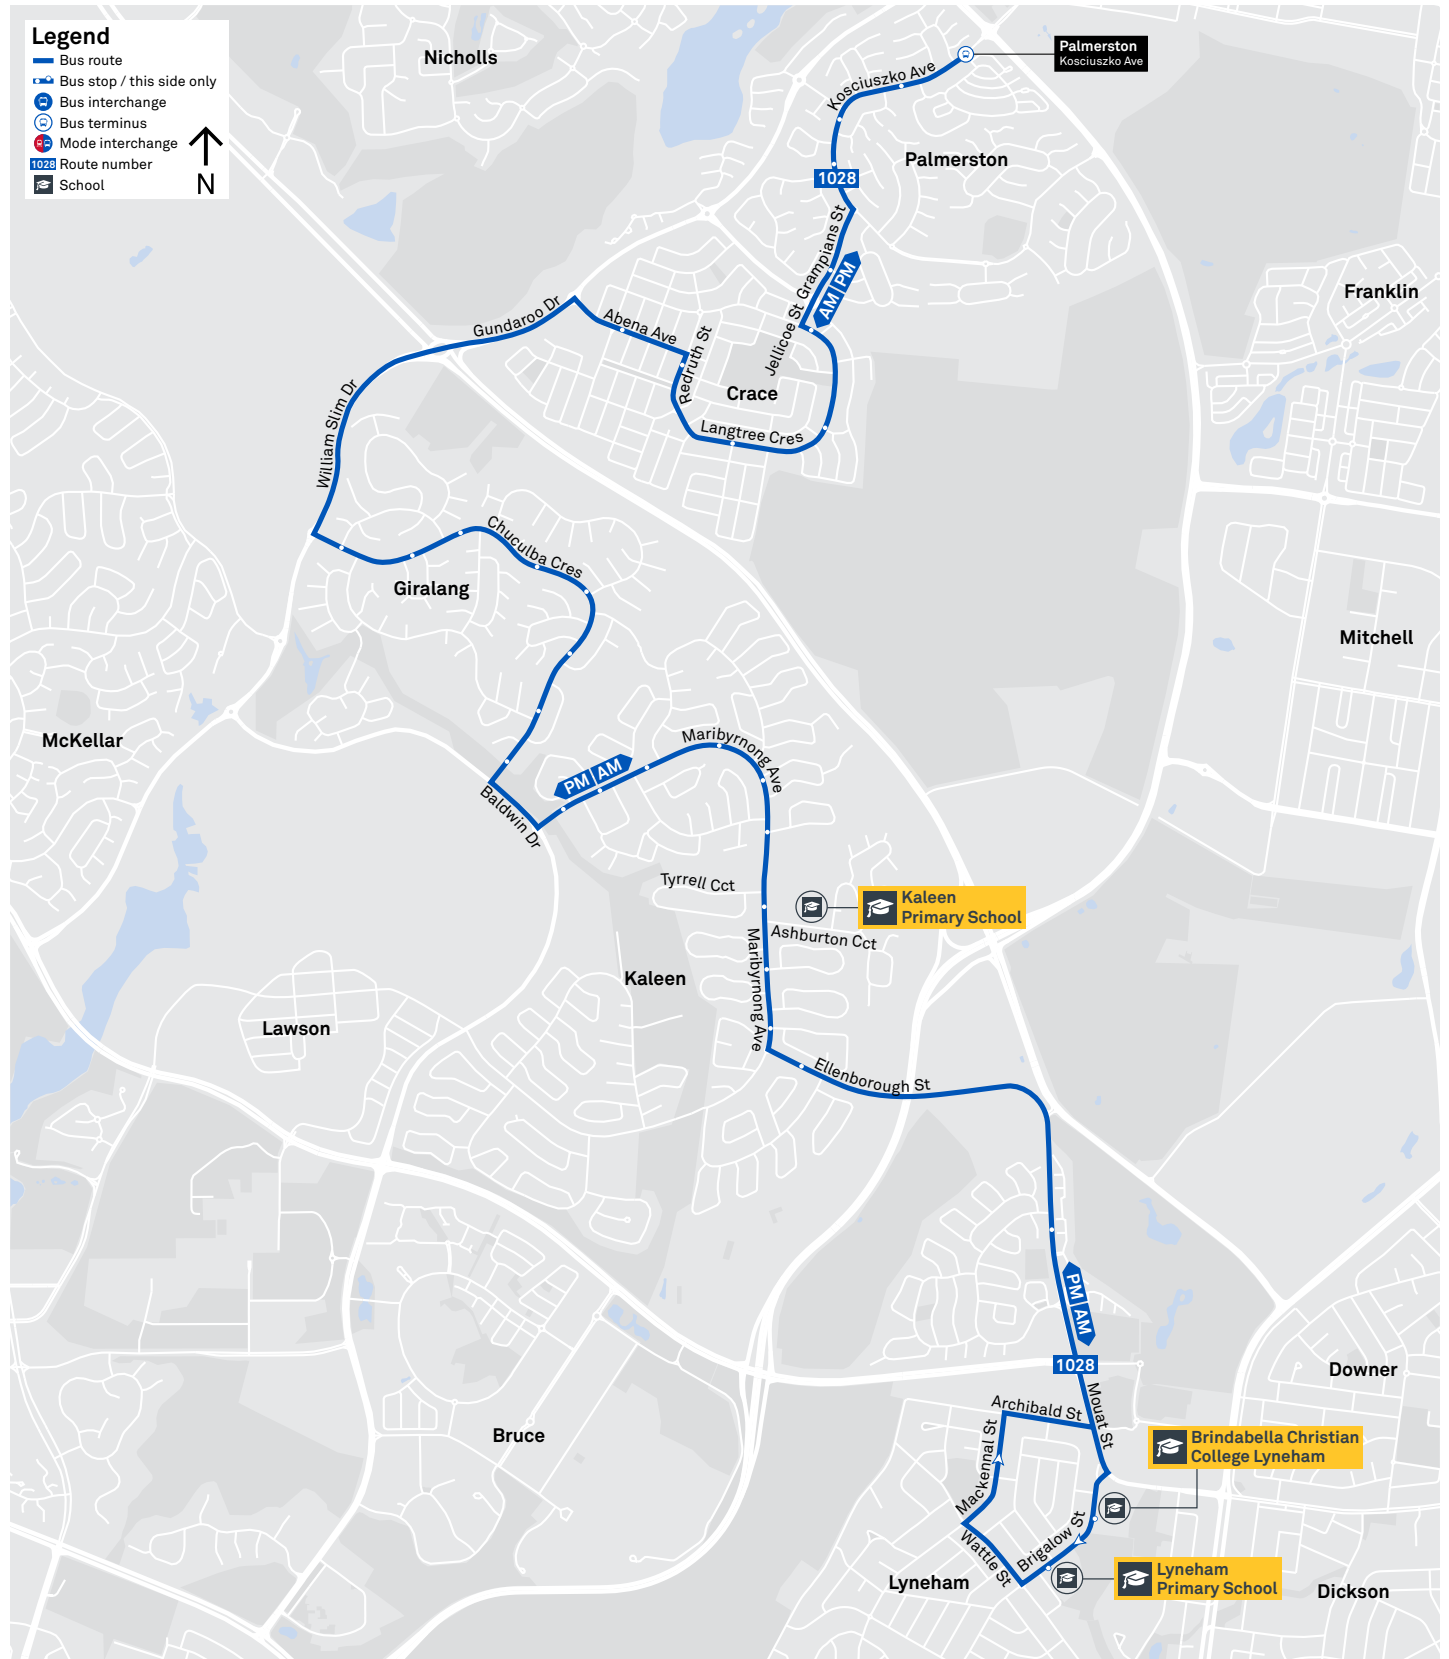 Legend
Bus route
Bus stop / this side only
Bus interchange
Bus terminus
Mode interchange
1028 Route number
School
N
Nicholls
Kosciuszko Ave
Palmerston
Kosciuszko Ave
Palmerston
1028
Grampians St
AM PM
Jellicoe St
Franklin
Gundaroo Dr
Abena Ave
Redruth St
Crace
Langtree Cres
William Slim Dr
Chuculba Cres
Giralang
Mitchell
McKellar
Maribyrnong Ave
PM AM
Baldwin Dr
Tyrrell Cct
Kaleen
Primary School
Ashburton Cct
Maribyrnong Ave
Kaleen
Lawson
Ellenborough St
PM AM
1028
Downer
Mouat St
Archibald St
Mackennal St
Bruce
Brindabella Christian
College Lyneham
Brigalow St
Wattle St
Lyneham
Lyneham
Primary School
Dickson